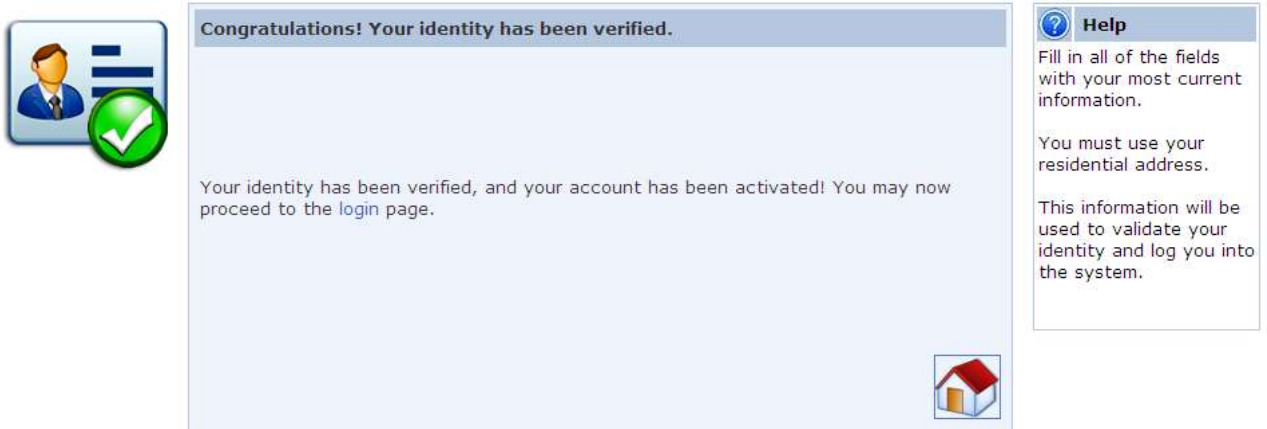 Congratulations! Your identity has been verified.
Your identity has been verified, and your account has been activated! You may now
proceed to the login page.
Help
Fill in all of the fields
with your most current
information.
You must use your
residential address.
This information will be
used to validate your
identity and log you into
the system.